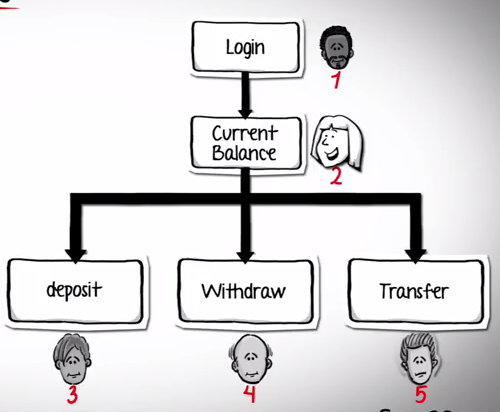 Login
1
Current
Balance
2
deposit
Withdraw
Transfer
3
4
5